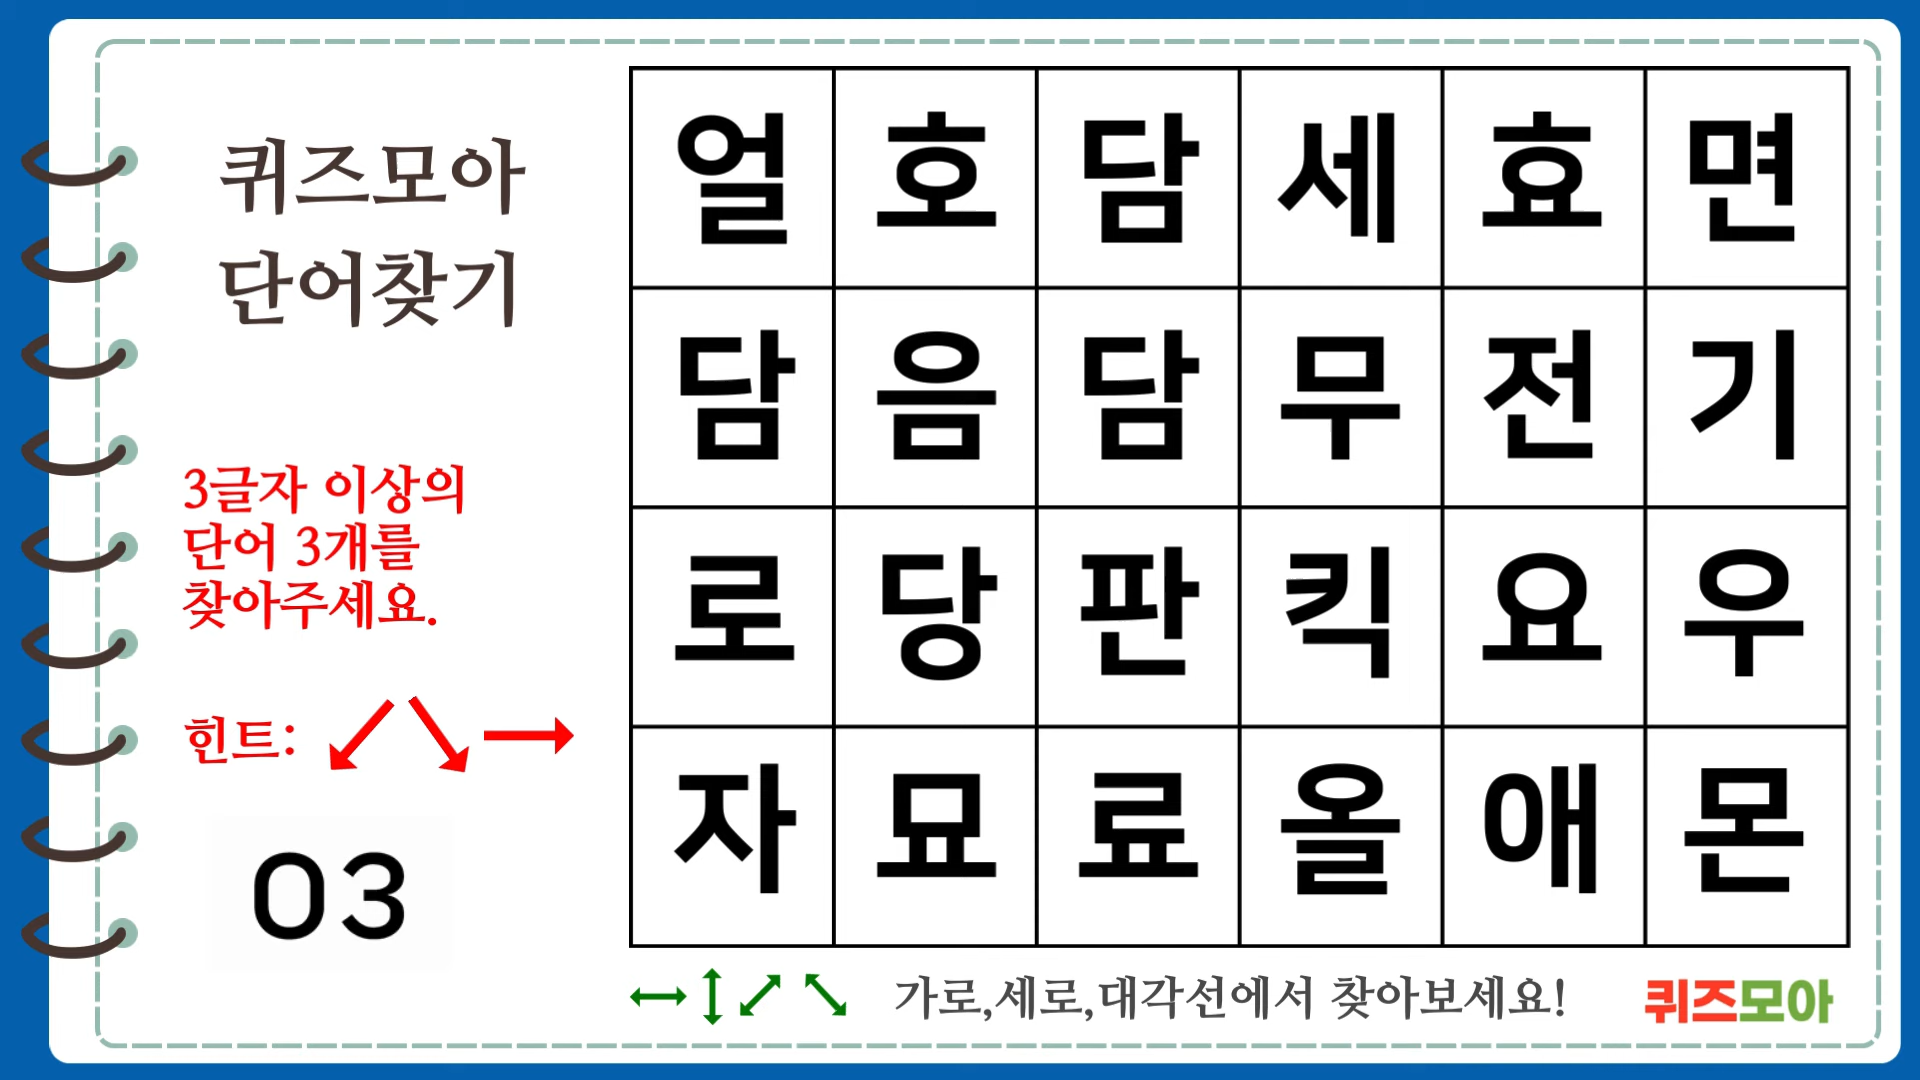 퀴즈모아
단어찾기
3글자 이상의
단어 3개를
찾아주세요.
힌트:
03
얼 호 담 세 효 면
담 음 담 무 전 기
로 당 판 킥 요 우
자 묘 료 올 애 몬
가로,세로,대각선에서 찾아보세요!
퀴즈모아